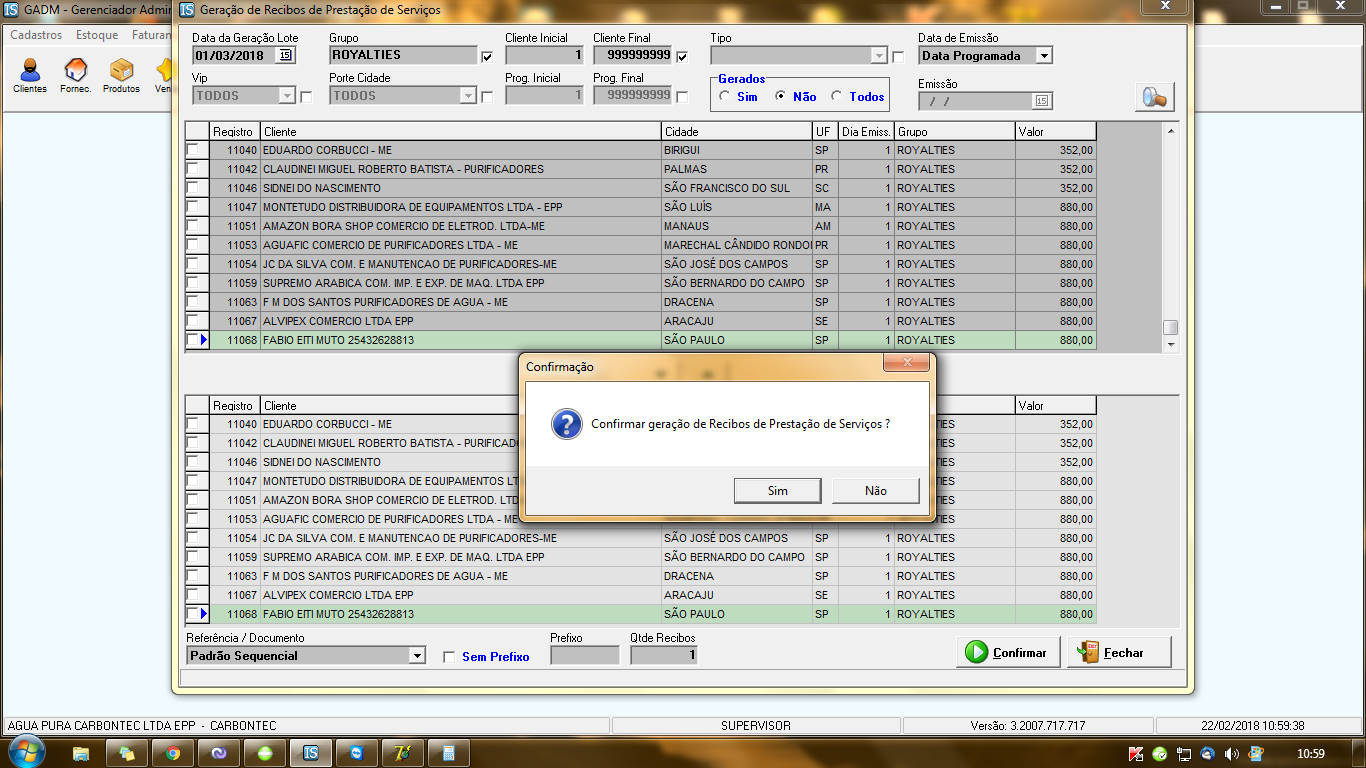 GADM - Gerenciador Admin
Geração de Recibos de Prestação de Serviços
Cadastros Estoque Faturan
Clientes Fornec. Produtos Ven
Data da Geração Lote Grupo Cliente Inicial Cliente Final Tipo Data de Emissão
01/03/2018 15 ROYALTIES 1 999999999 Data Programada
Vip Porte Cidade Prog. Inicial Prog. Final Gerados Emissão
TODOS TODOS 1 999999999 Sim Não Todos / / 15
Registro Cliente Cidade UF Dia Emiss. Grupo Valor
11040 EDUARDO CORBUCCI - ME BIRIGUI SP 1 ROYALTIES 352,00
11042 CLAUDINEI MIGUEL ROBERTO BATISTA - PURIFICADORES PALMAS PR 1 ROYALTIES 352,00
11046 SIDNEI DO NASCIMENTO SÃO FRANCISCO DO SUL SC 1 ROYALTIES 352,00
11047 MONTETUDO DISTRIBUIDORA DE EQUIPAMENTOS LTDA - EPP SÃO LUÍS MA 1 ROYALTIES 880,00
11051 AMAZON BORA SHOP COMERCIO DE ELETROD. LTDA-ME MANAUS AM 1 ROYALTIES 880,00
11053 AGUAFIC COMERCIO DE PURIFICADORES LTDA - ME MARECHAL CÂNDIDO RONDO PR 1 ROYALTIES 880,00
11054 JC DA SILVA COM. E MANUTENCAO DE PURIFICADORES-ME SÃO JOSÉ DOS CAMPOS SP 1 ROYALTIES 880,00
11059 SUPREMO ARABICA COM. IMP. E EXP. DE MAQ. LTDA EPP SÃO BERNARDO DO CAMPO SP 1 ROYALTIES 880,00
11063 F M DOS SANTOS PURIFICADORES DE AGUA - ME DRACENA SP 1 ROYALTIES 880,00
11067 ALVIPEX COMERCIO LTDA EPP ARACAJU SE 1 ROYALTIES 880,00
11068 FABIO EITI MUTO 25432628813 SÃO PAULO SP 1 ROYALTIES 880,00
Confirmação
Confirmar geração de Recibos de Prestação de Serviços ?
Sim Não
Registro Cliente Valor
11040 EDUARDO CORBUCCI - ME IES 352,00
11042 CLAUDINEI MIGUEL ROBERTO BATISTA - PURIFICADO IES 352,00
11046 SIDNEI DO NASCIMENTO IES 352,00
11047 MONTETUDO DISTRIBUIDORA DE EQUIPAMENTOS LT IES 880,00
11051 AMAZON BORA SHOP COMERCIO DE ELETROD. LTD IES 880,00
11053 AGUAFIC COMERCIO DE PURIFICADORES LTDA - ME IES 880,00
11054 JC DA SILVA COM. E MANUTENCAO DE PURIFICADORES-ME SÃO JOSÉ DOS CAMPOS SP 1 ROYALTIES 880,00
11059 SUPREMO ARABICA COM. IMP. E EXP. DE MAQ. LTDA EPP SÃO BERNARDO DO CAMPO SP 1 ROYALTIES 880,00
11063 F M DOS SANTOS PURIFICADORES DE AGUA - ME DRACENA SP 1 ROYALTIES 880,00
11067 ALVIPEX COMERCIO LTDA EPP ARACAJU SE 1 ROYALTIES 880,00
11068 FABIO EITI MUTO 25432628813 SÃO PAULO SP 1 ROYALTIES 880,00
Referência / Documento Prefixo Qtde Recibos
Padrão Sequencial Sem Prefixo 1 Confirmar Fechar
AGUA PURA CARBONTEC LTDA EPP - CARBONTEC SUPERVISOR Versão: 3.2007.717.717 22/02/2018 10:59:38
10:59